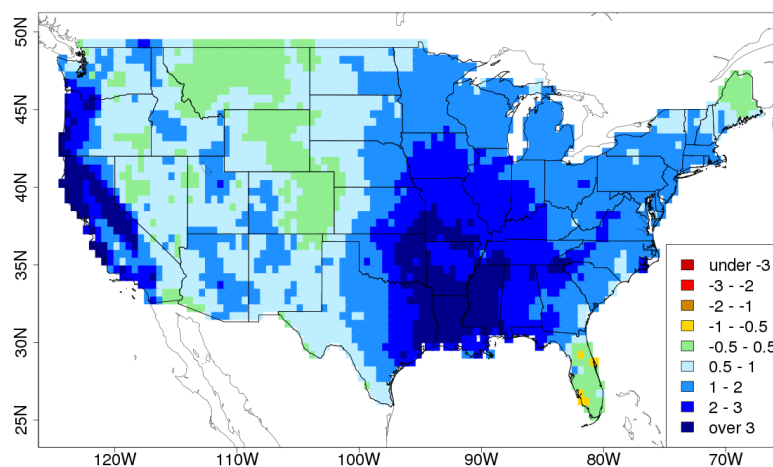 50N
45N
40N
35N
30N
25N
120W
110W
100W
90W
80W
70W
under -3
-3 - -2
-2 - -1
-1 - -0.5
-0.5 - 0.5
0.5 - 1
1 - 2
2 - 3
over 3